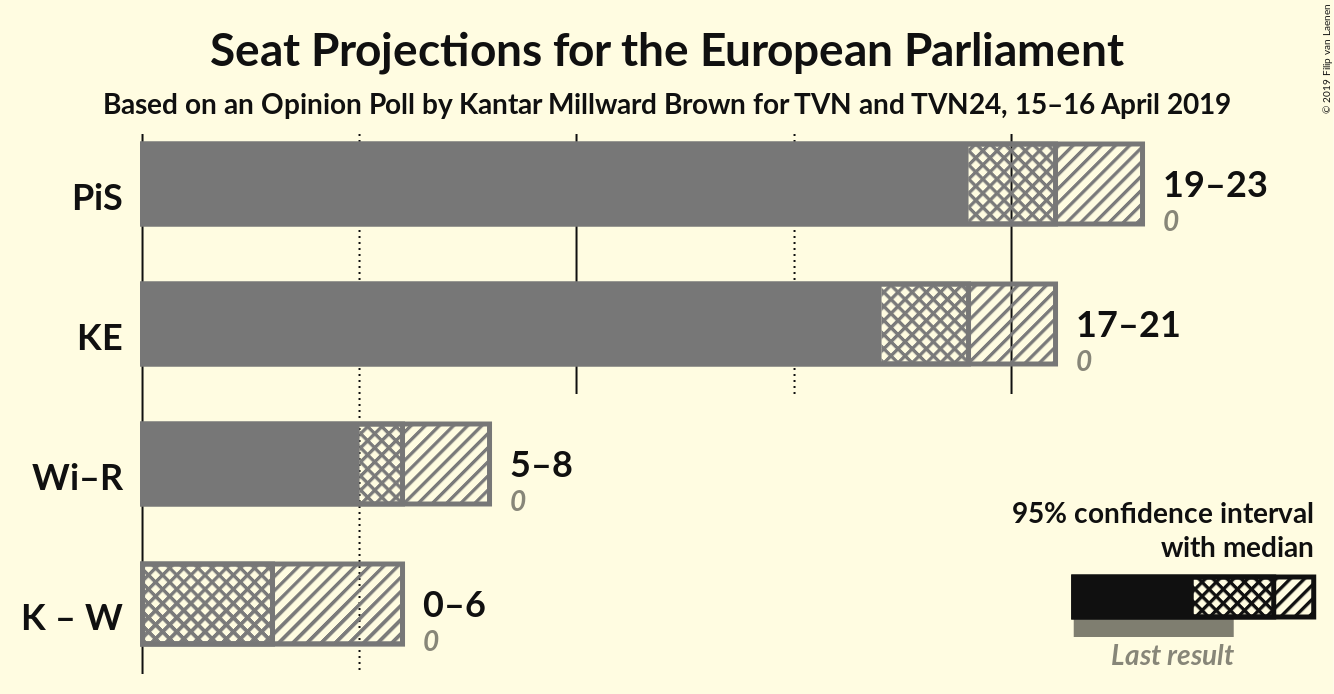 Seat Projections for the European Parliament
Based on an Opinion Poll by Kantar Millward Brown for TVN and TVN24, 15–16 April 2019
© 2019 Filip van Laenen
PiS
19–23
0
KE
17–21
0
Wi–R
5–8
0
K – W
0–6
0
95% confidence interval
with median
Last result